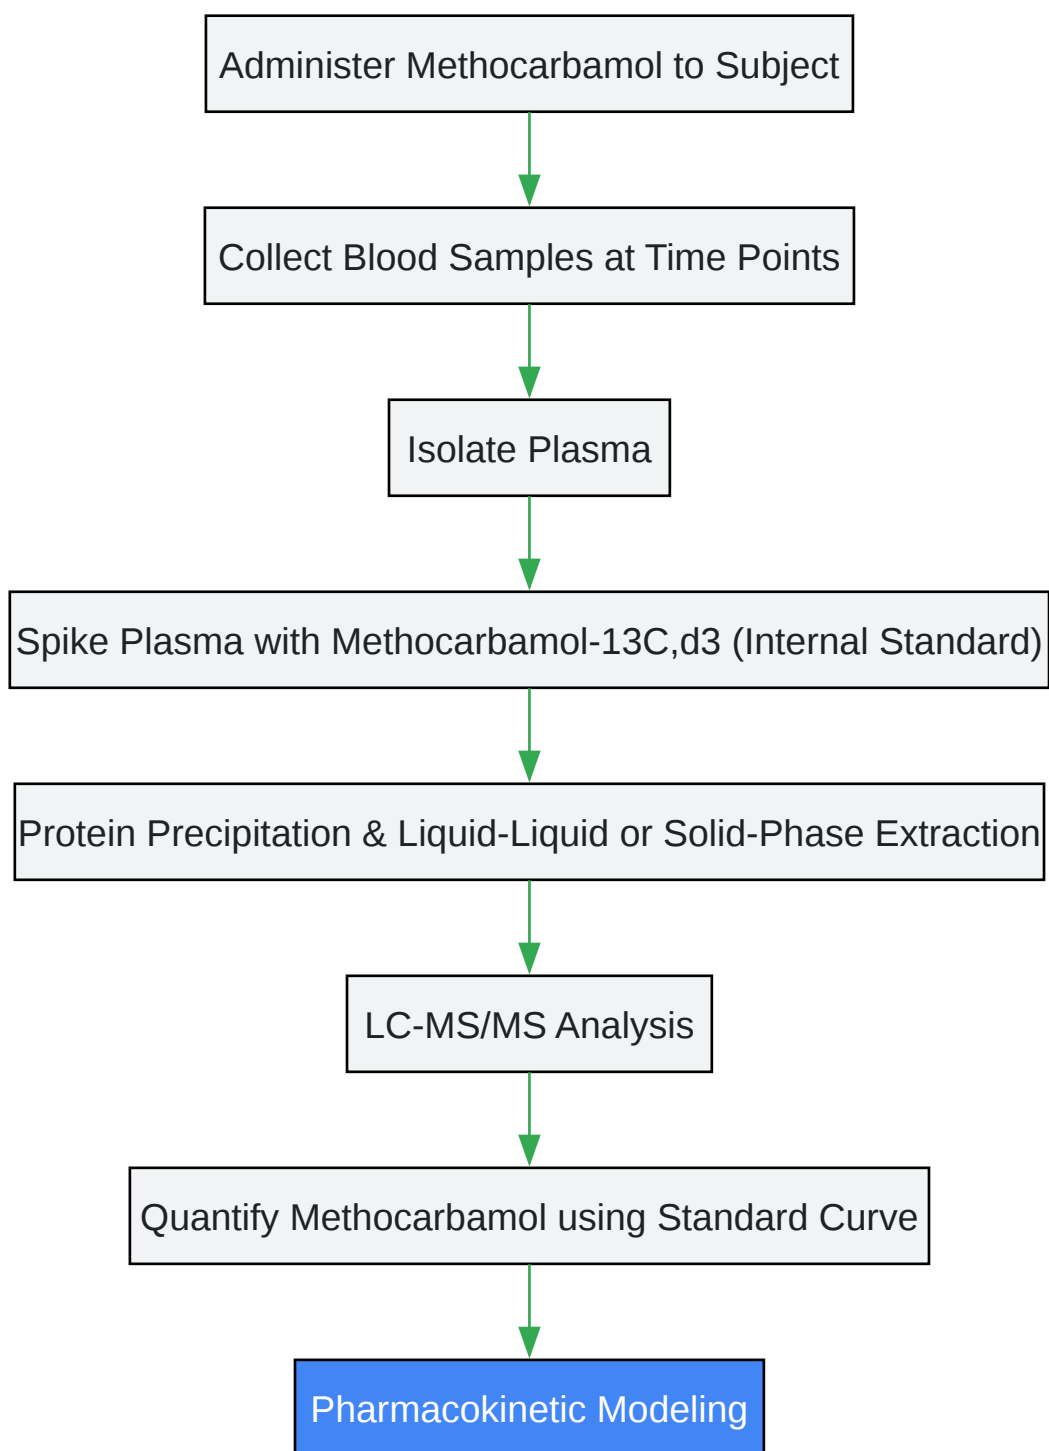 Administer Methocarbamol to Subject
Collect Blood Samples at Time Points
Isolate Plasma
Spike Plasma with Methocarbamol-13C,d3 (Internal Standard)
Protein Precipitation & Liquid-Liquid or Solid-Phase Extraction
LC-MS/MS Analysis
Quantify Methocarbamol using Standard Curve
Pharmacokinetic Modeling